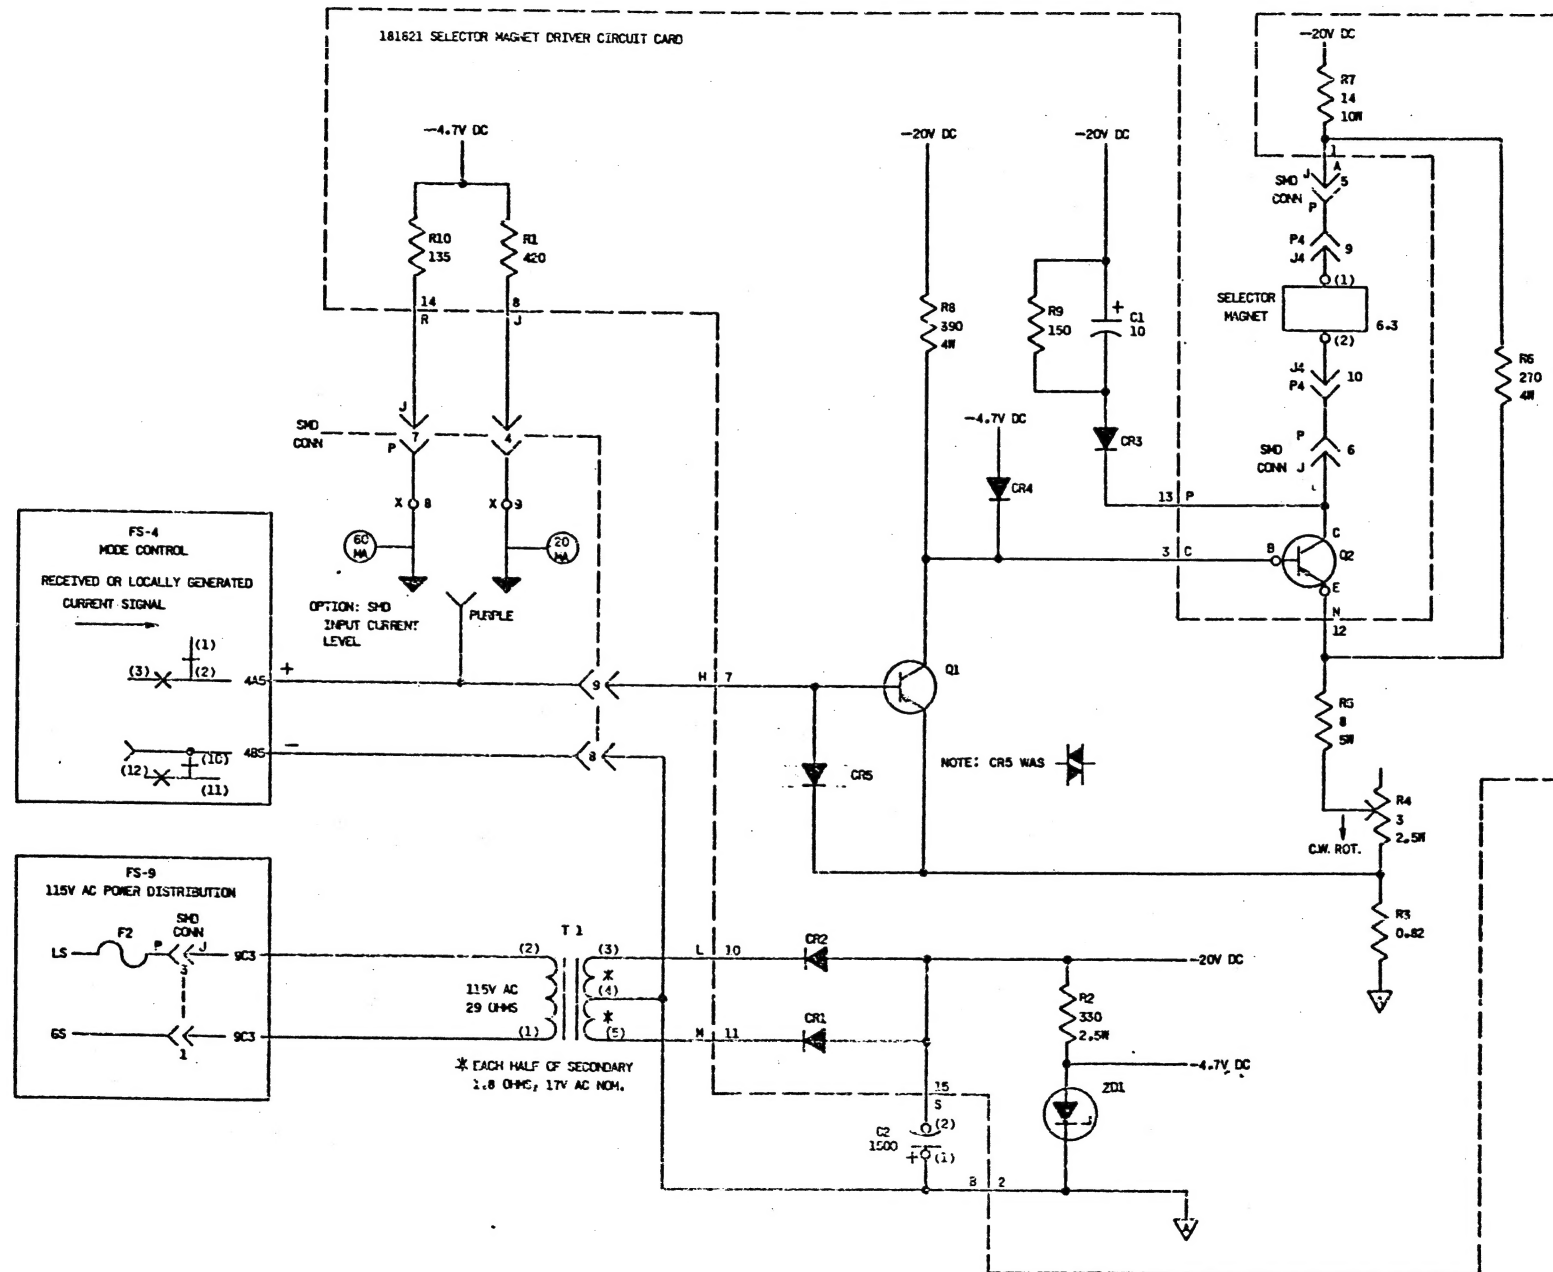 181821 SELECTOR MAGNET DRIVER CIRCUIT CARD
-20V DC
R7
14
10W
-4.7V DC
-20V DC
-20V DC
1
A
J
5
SMD
CONN
P
R10
135
R1
420
P4
J4
9
(1)
SELECTOR
MAGNET
6.3
(2)
14
R
8
J
R8
390
4W
R9
150
+
C1
10
R6
270
4W
J4
P4
10
J
SMD
CONN
7
P
4
-4.7V DC
CR3
P
SMD
CONN
J
6
L
CR4
X 8
X 9
13 P
C
FS-4
MODE CONTROL
60
MA
20
MA
3 C
B
Q2
E
RECEIVED OR LOCALLY GENERATED
CURRENT SIGNAL
OPTION: SMD
INPUT CURRENT
LEVEL
PURPLE
N
12
(1)
(3)
(2)
4A5
+
9
H 7
Q1
R5
8
5W
(10)
4B5
-
8
(12)
(11)
CR5
NOTE: CR5 WAS
R4
3
2.5W
C.W. ROT.
FS-9
115V AC POWER DISTRIBUTION
SMD
CONN
F2
P
J
LS
9C3
3
GS
9C3
1
T1
(2)
(3)
115V AC
29 OHMS
*
(4)
*
(1)
(5)
L 10
CR2
M 11
CR1
-20V DC
R3
0.82
R2
330
2.5W
* EACH HALF OF SECONDARY
1.8 OHMS, 17V AC NOM.
-4.7V DC
15
S
ZD1
C2
1500
(2)
+
(1)
B 2
A